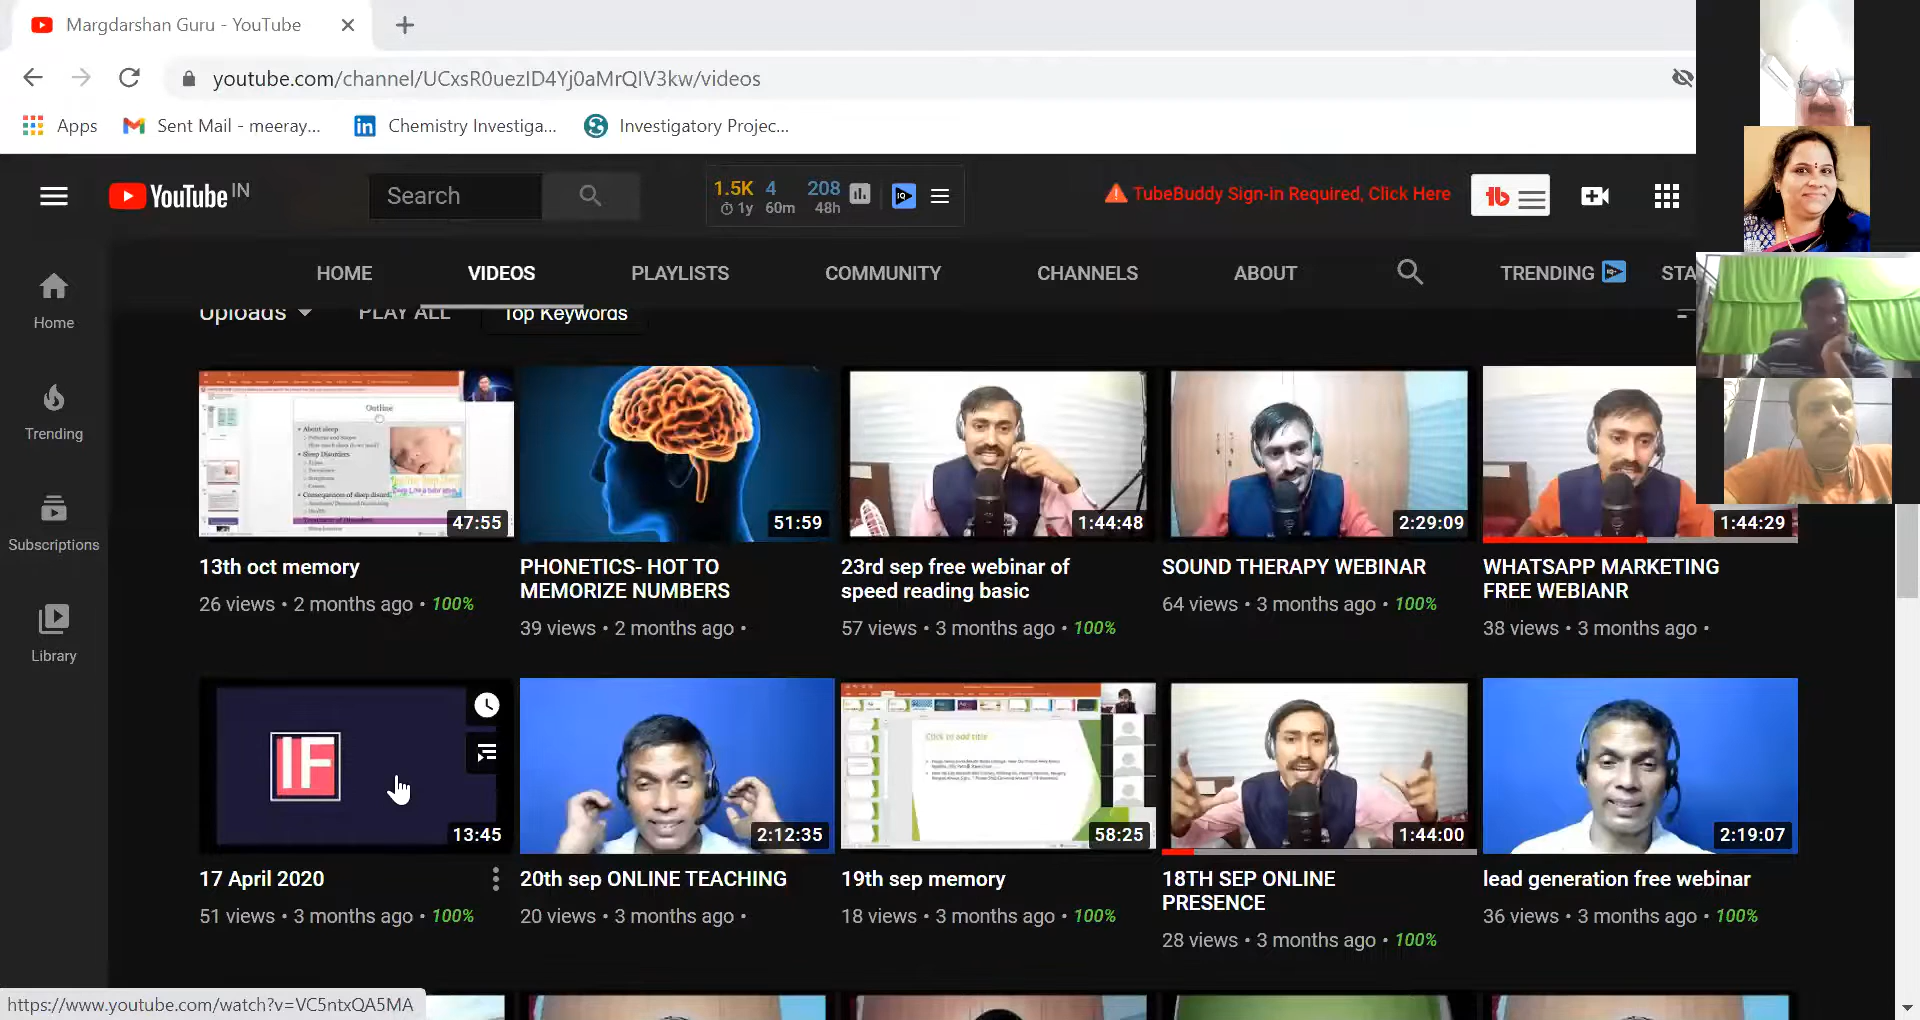 Margdarshan Guru - YouTube
youtube.com/channel/UCxsR0uezID4Yj0aMrQIV3kw/videos
Apps
Sent Mail - meeray...
Chemistry Investiga...
Investigatory Projec...
YouTube IN
Search
1.5K 4 208
1y 60m 48h
TubeBuddy Sign-in Required, Click Here
tb
HOME
VIDEOS
PLAYLISTS
COMMUNITY
CHANNELS
ABOUT
TRENDING
STA
Home
Trending
Subscriptions
Library
Uploads
PLAY ALL
Top Keywords
Outline
47:55
51:59
1:44:48
2:29:09
1:44:29
13th oct memory
26 views • 2 months ago • 100%
PHONETICS- HOT TO
MEMORIZE NUMBERS
39 views • 2 months ago •
23rd sep free webinar of
speed reading basic
57 views • 3 months ago • 100%
SOUND THERAPY WEBINAR
64 views • 3 months ago • 100%
WHATSAPP MARKETING
FREE WEBIANR
38 views • 3 months ago •
IF
Click to add title
13:45
2:12:35
58:25
1:44:00
2:19:07
17 April 2020
51 views • 3 months ago • 100%
20th sep ONLINE TEACHING
20 views • 3 months ago •
19th sep memory
18 views • 3 months ago • 100%
18TH SEP ONLINE
PRESENCE
28 views • 3 months ago • 100%
lead generation free webinar
36 views • 3 months ago • 100%
https://www.youtube.com/watch?v=VC5ntxQA5MA